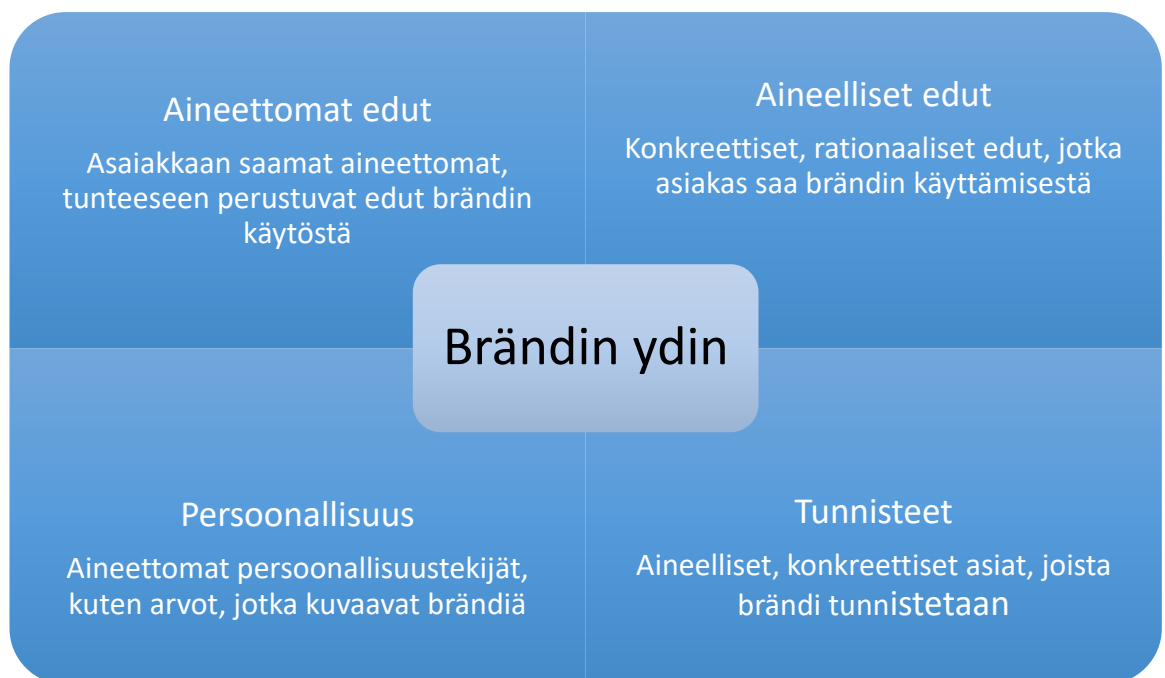 Aineettomat edut
Asaiakkaan saamat aineettomat,
tunteeseen perustuvat edut brändin
käytöstä
Aineelliset edut
Konkreettiset, rationaaliset edut, jotka
asiakas saa brändin käyttämisestä
Brändin ydin
Persoonallisuus
Aineettomat persoonallisuustekijät,
kuten arvot, jotka kuvaavat brändiä
Tunnisteet
Aineelliset, konkreettiset asiat, joista
brändi tunnistetaan